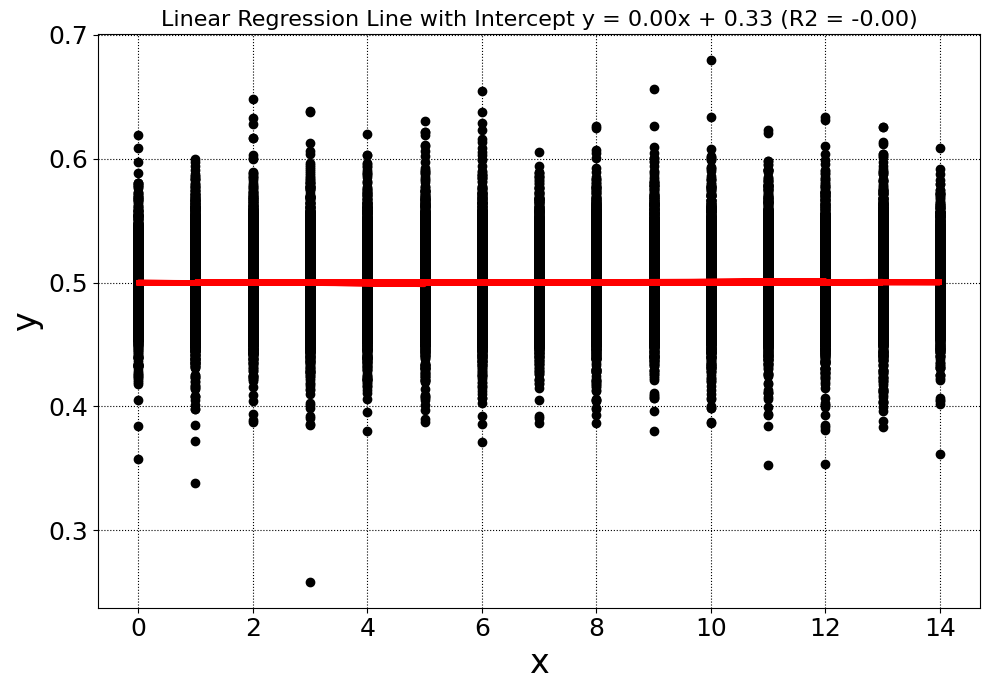 Linear Regression Line with Intercept y = 0.00x + 0.33 (R2 = -0.00)
0.7
0.6
0.5
0.4
0.3
y
0 2 4 6 8 10 12 14
x